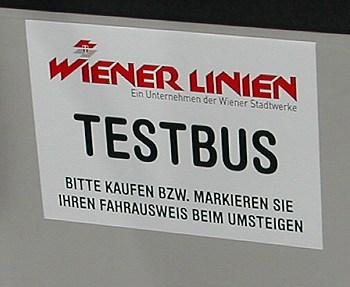 WIENER LINIEN
Ein Unternehmen der Wiener Stadtwerke
TESTBUS
BITTE KAUFEN BZW. MARKIEREN SIE
IHREN FAHRAUSWEIS BEIM UMSTEIGEN